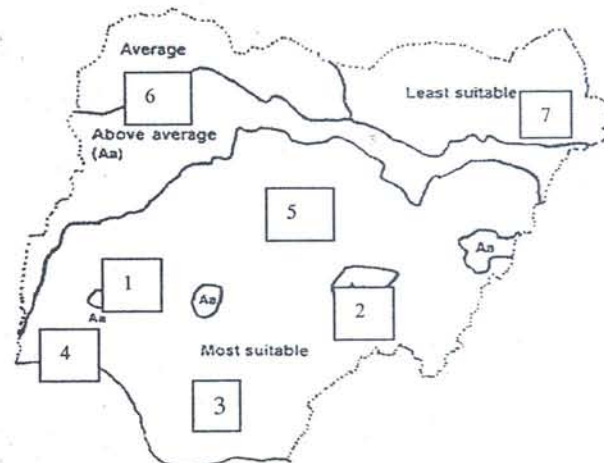 Average
6
Least suitable
7
Above average
(Aa)
5
Aa
1
Aa
Aa
2
Most suitable
4
3